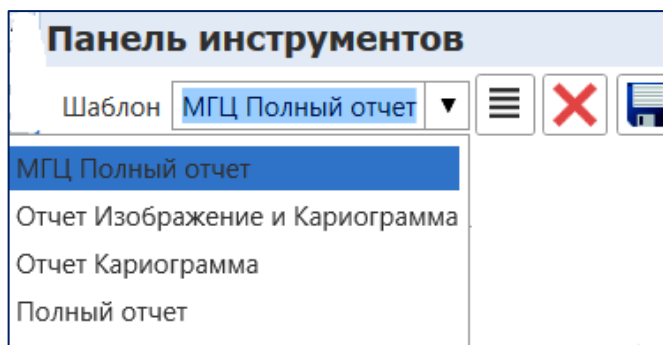 Панель инструментов
Шаблон МГЦ Полный отчет
МГЦ Полный отчет
Отчет Изображение и Кариограмма
Отчет Кариограмма
Полный отчет